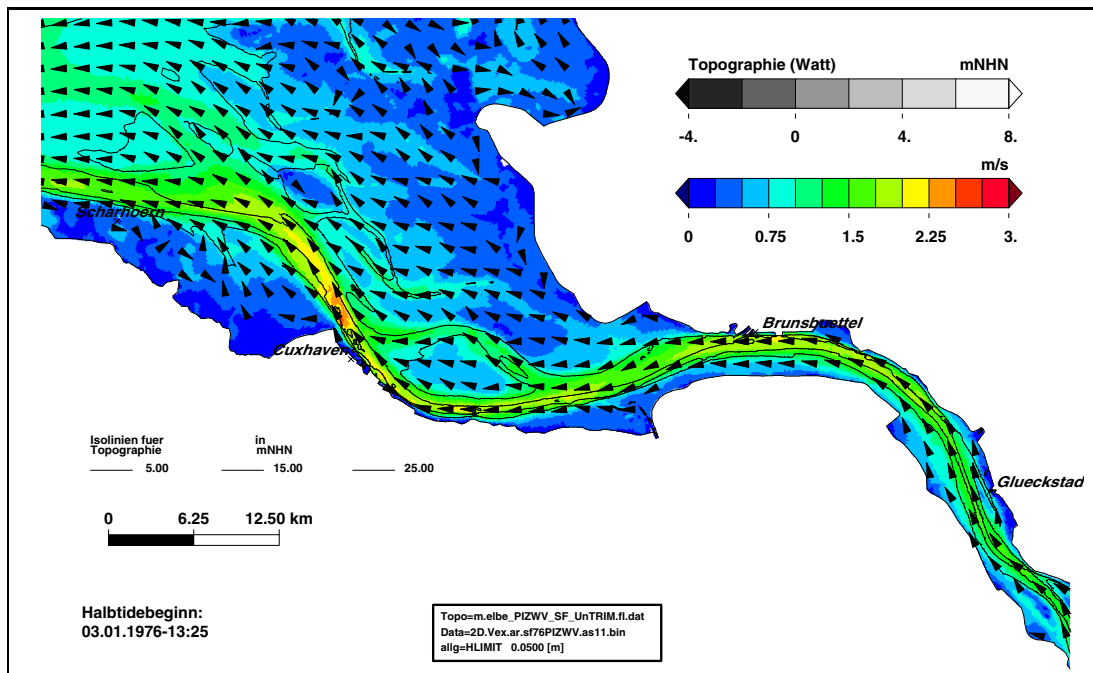 Topographie (Watt) mNHN
-4. 0 4. 8.
m/s
0 0.75 1.5 2.25 3.
Scharhoern
Brunsbuettel
Cuxhaven
Glueckstad
Isolinien fuer Topographie in mNHN
5.00 15.00 25.00
0 6.25 12.50 km
Halbtidebeginn:
03.01.1976-13:25
Topo=m.elbe_PIZWV_SF_UnTRIM.fl.dat
Data=2D.Vex.ar.sf76PIZWV.as11.bin
allg=HLIMIT 0.0500 [m]